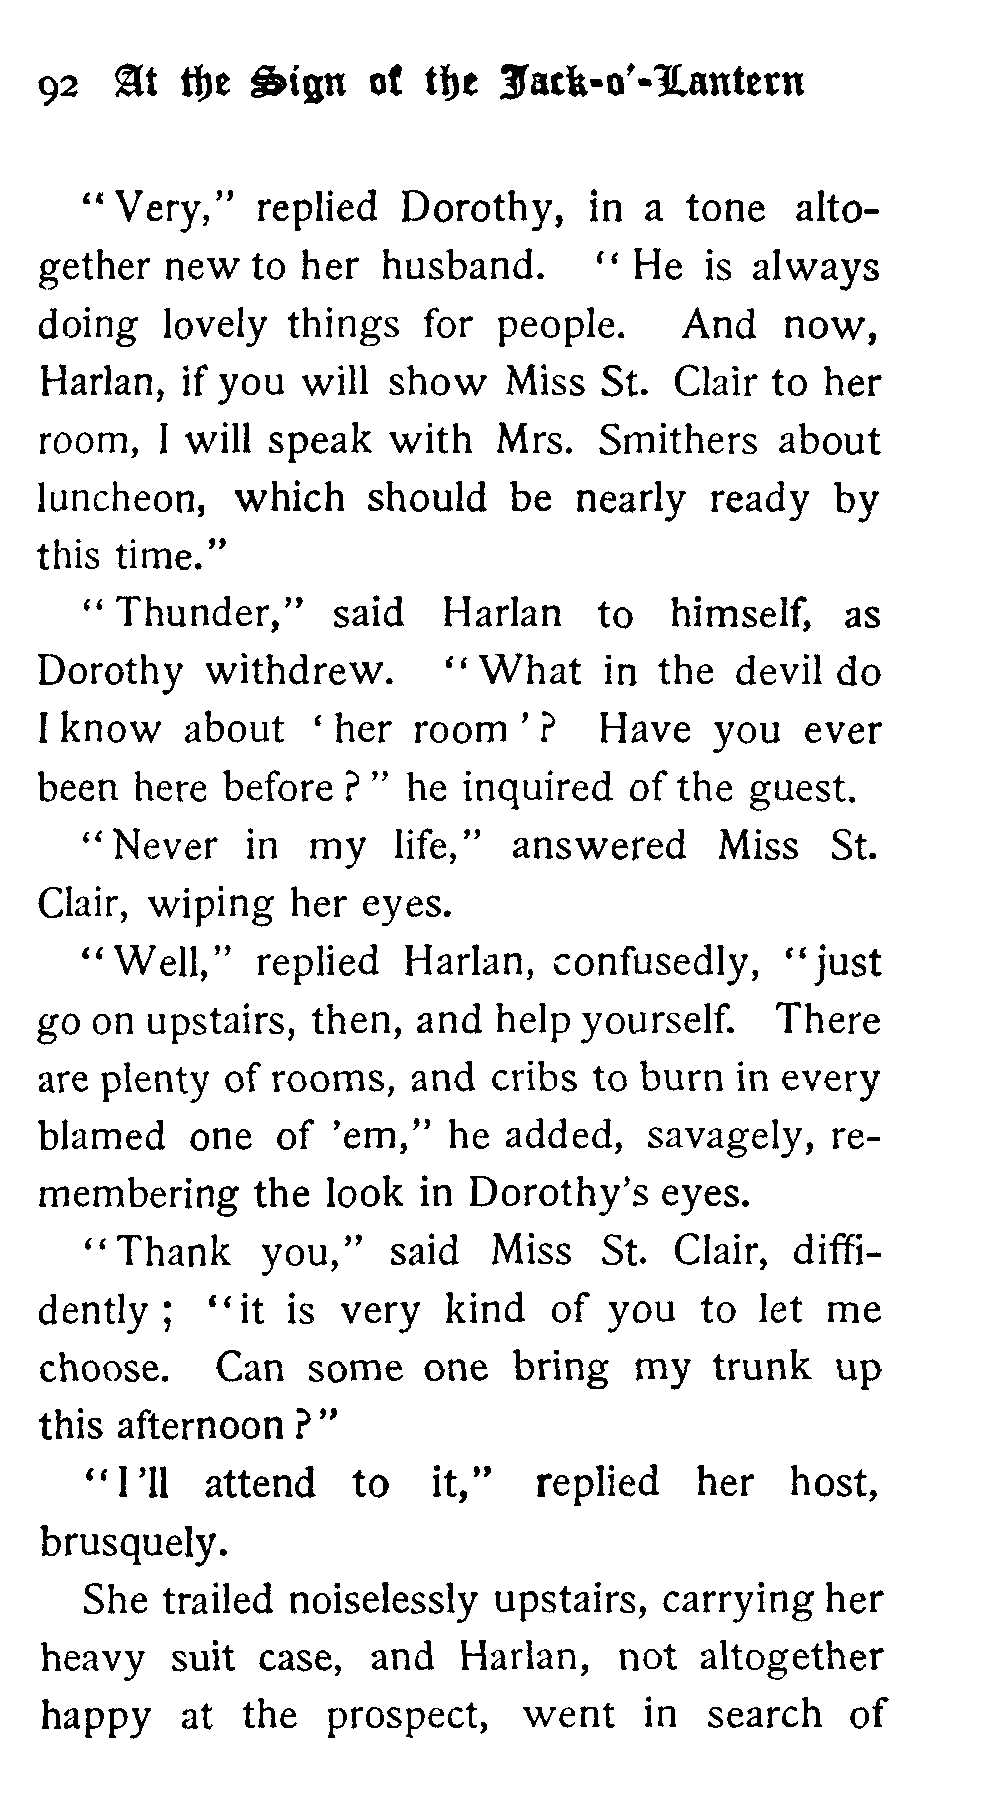 92 At the Sign of the Jack-o'-Lantern
“Very,” replied Dorothy, in a tone alto-
gether new to her husband. “He is always
doing lovely things for people. And now,
Harlan, if you will show Miss St. Clair to her
room, I will speak with Mrs. Smithers about
luncheon, which should be nearly ready by
this time.”
“Thunder,” said Harlan to himself, as
Dorothy withdrew. “What in the devil do
I know about ‘her room’? Have you ever
been here before?” he inquired of the guest.
“Never in my life,” answered Miss St.
Clair, wiping her eyes.
“Well,” replied Harlan, confusedly, “just
go on upstairs, then, and help yourself. There
are plenty of rooms, and cribs to burn in every
blamed one of ’em,” he added, savagely, re-
membering the look in Dorothy’s eyes.
“Thank you,” said Miss St. Clair, diffi-
dently; “it is very kind of you to let me
choose. Can some one bring my trunk up
this afternoon?”
“I’ll attend to it,” replied her host,
brusquely.
She trailed noiselessly upstairs, carrying her
heavy suit case, and Harlan, not altogether
happy at the prospect, went in search of